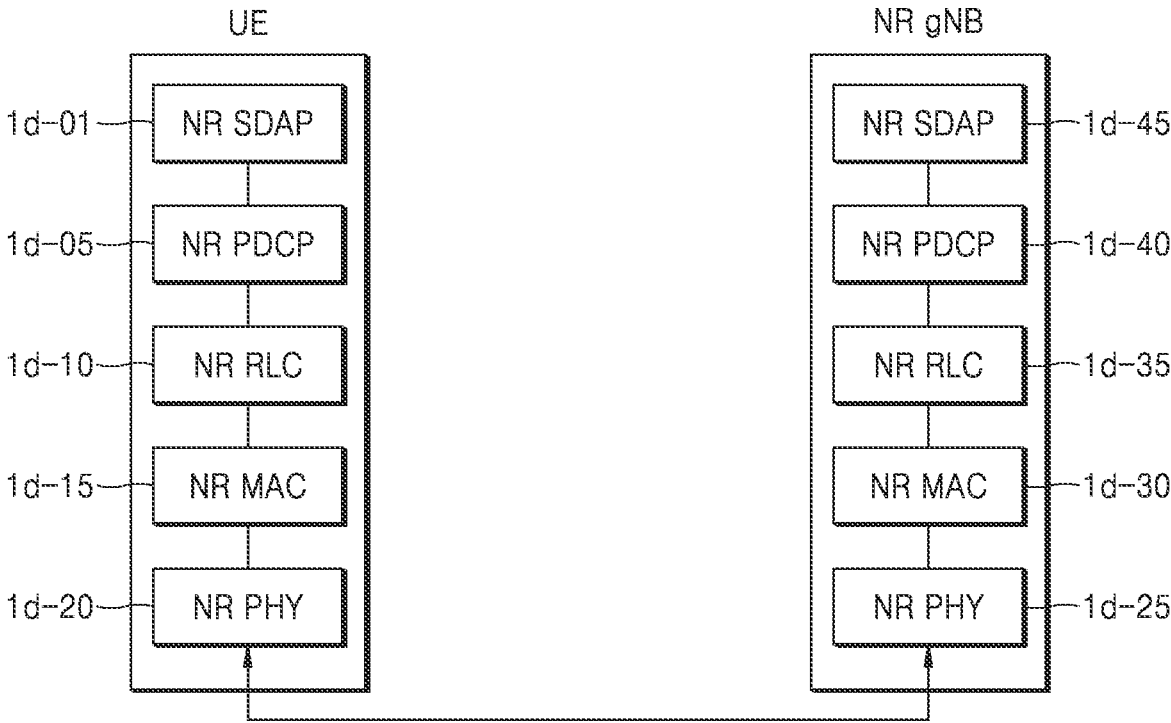 UE NR gNB
1d-01 NR SDAP NR SDAP 1d-45
1d-05 NR PDCP NR PDCP 1d-40
1d-10 NR RLC NR RLC 1d-35
1d-15 NR MAC NR MAC 1d-30
1d-20 NR PHY NR PHY 1d-25